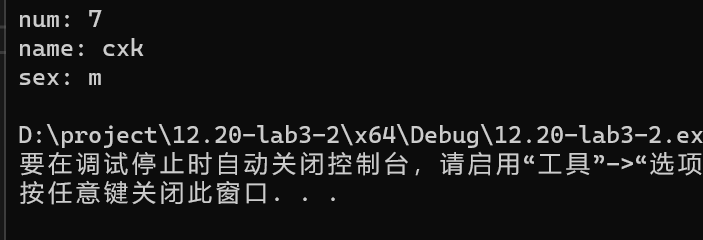 num: 7
name: cxk
sex: m
D:\project\12.20-lab3-2\x64\Debug\12.20-lab3-2.ex
要在调试停止时自动关闭控制台，请启用“工具”->“选项
按任意键关闭此窗口. . .